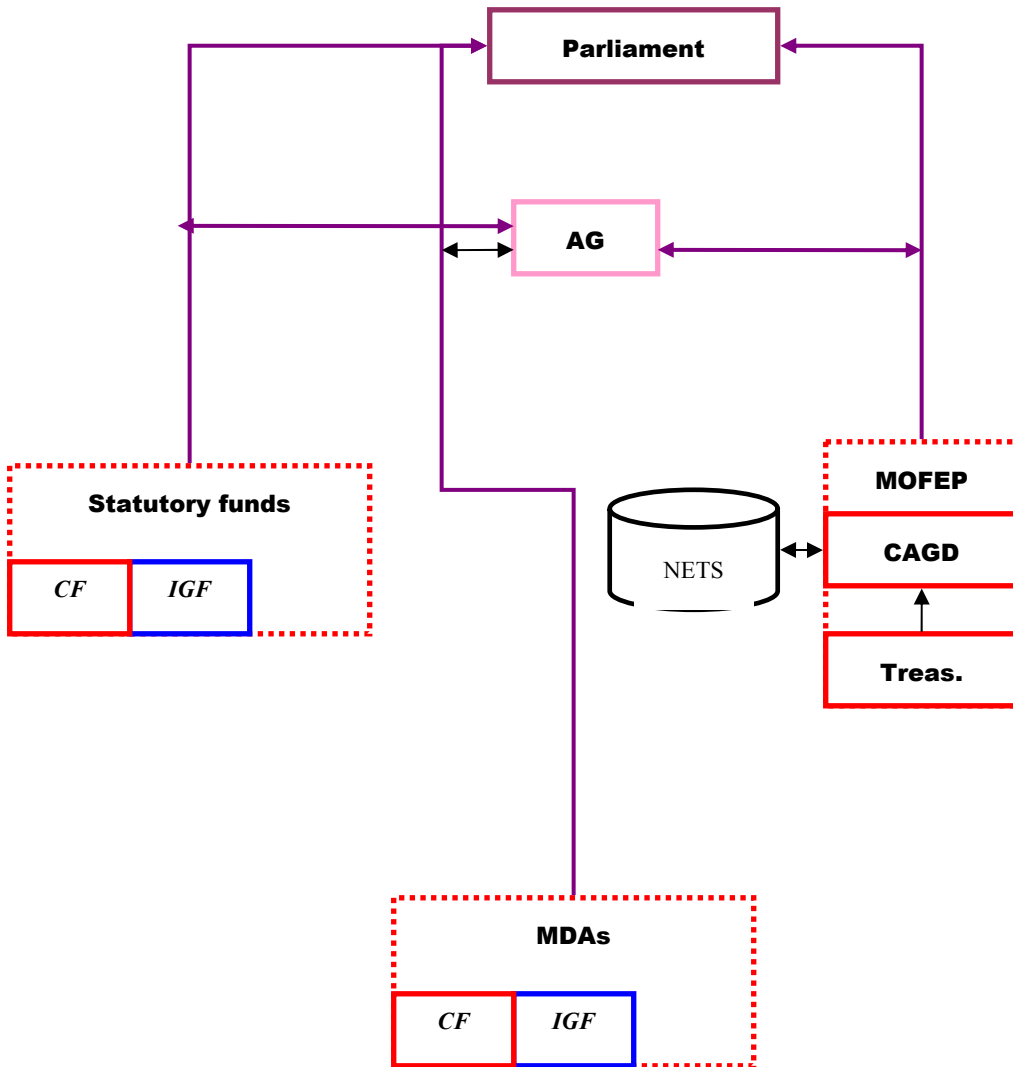 Parliament
AG
MOFEP
Statutory funds
CAGD
NETS
CF
IGF
Treas.
MDAs
CF
IGF